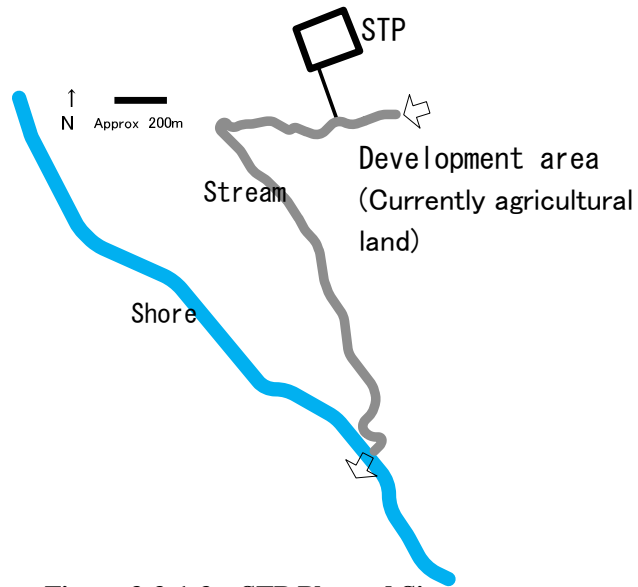 STP
↑
N Approx 200m
Development area
(Currently agricultural
land)
Stream
Shore